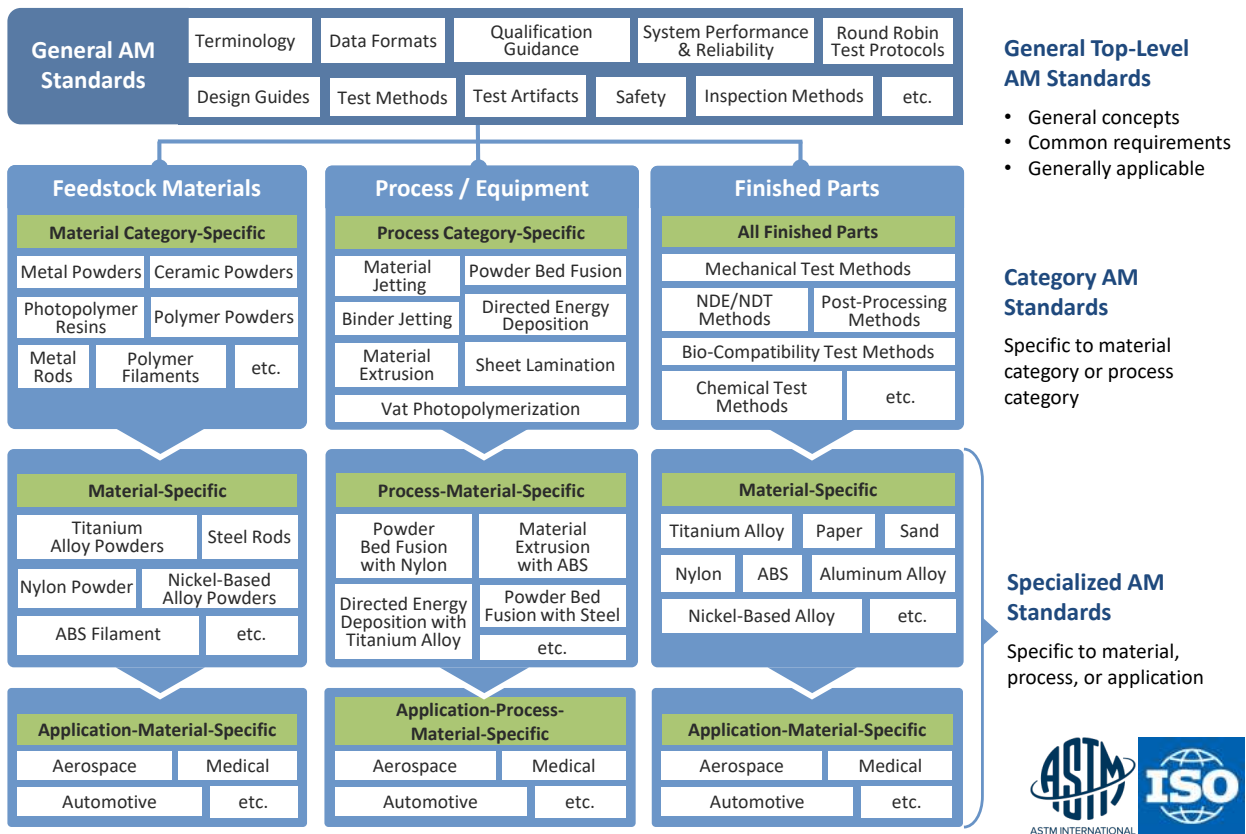 General AM
Standards
Terminology
Data Formats
Qualification
Guidance
System Performance
& Reliability
Round Robin
Test Protocols
Design Guides
Test Methods
Test Artifacts
Safety
Inspection Methods
etc.
General Top-Level
AM Standards
• General concepts
• Common requirements
• Generally applicable
Feedstock Materials
Material Category-Specific
Metal Powders
Ceramic Powders
Photopolymer
Resins
Polymer Powders
Metal
Rods
Polymer
Filaments
etc.
Process / Equipment
Process Category-Specific
Material
Jetting
Powder Bed Fusion
Binder Jetting
Directed Energy
Deposition
Material
Extrusion
Sheet Lamination
Vat Photopolymerization
Finished Parts
All Finished Parts
Mechanical Test Methods
NDE/NDT
Methods
Post-Processing
Methods
Bio-Compatibility Test Methods
Chemical Test
Methods
etc.
Category AM
Standards
Specific to material
category or process
category
Material-Specific
Titanium
Alloy Powders
Steel Rods
Nylon Powder
Nickel-Based
Alloy Powders
ABS Filament
etc.
Process-Material-Specific
Powder
Bed Fusion
with Nylon
Material
Extrusion
with ABS
Directed Energy
Deposition with
Titanium Alloy
Powder Bed
Fusion with Steel
etc.
Material-Specific
Titanium Alloy
Paper
Sand
Nylon
ABS
Aluminum Alloy
Nickel-Based Alloy
etc.
Specialized AM
Standards
Specific to material,
process, or application
Application-Material-Specific
Aerospace
Medical
Automotive
etc.
Application-Process-
Material-Specific
Aerospace
Medical
Automotive
etc.
Application-Material-Specific
Aerospace
Medical
Automotive
etc.
ASTM
ASTM INTERNATIONAL
ISO